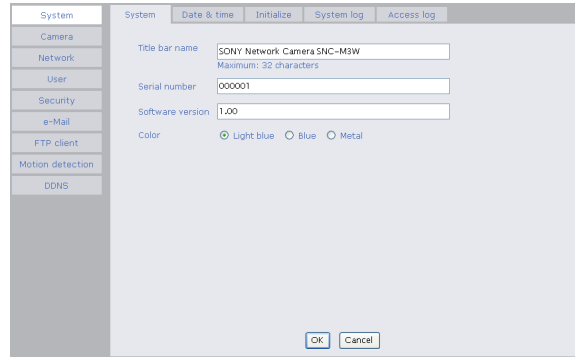 System
Camera
Network
User
Security
e-Mail
FTP client
Motion detection
DDNS
System Date & time Initialize System log Access log
Title bar name SONY Network Camera SNC-M3W
Maximum: 32 characters
Serial number 000001
Software version 1.00
Color Light blue Blue Metal
OK Cancel